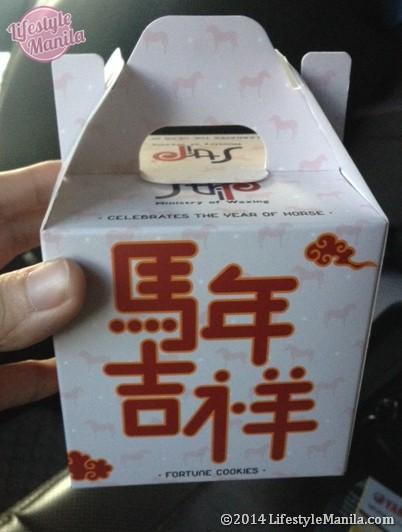 Lifestyle
Manila
Strip
Ministry of Waxing
· CELEBRATES THE YEAR OF HORSE ·
馬年
吉祥
· FORTUNE COOKIES ·
©2014 LifestyleManila.com